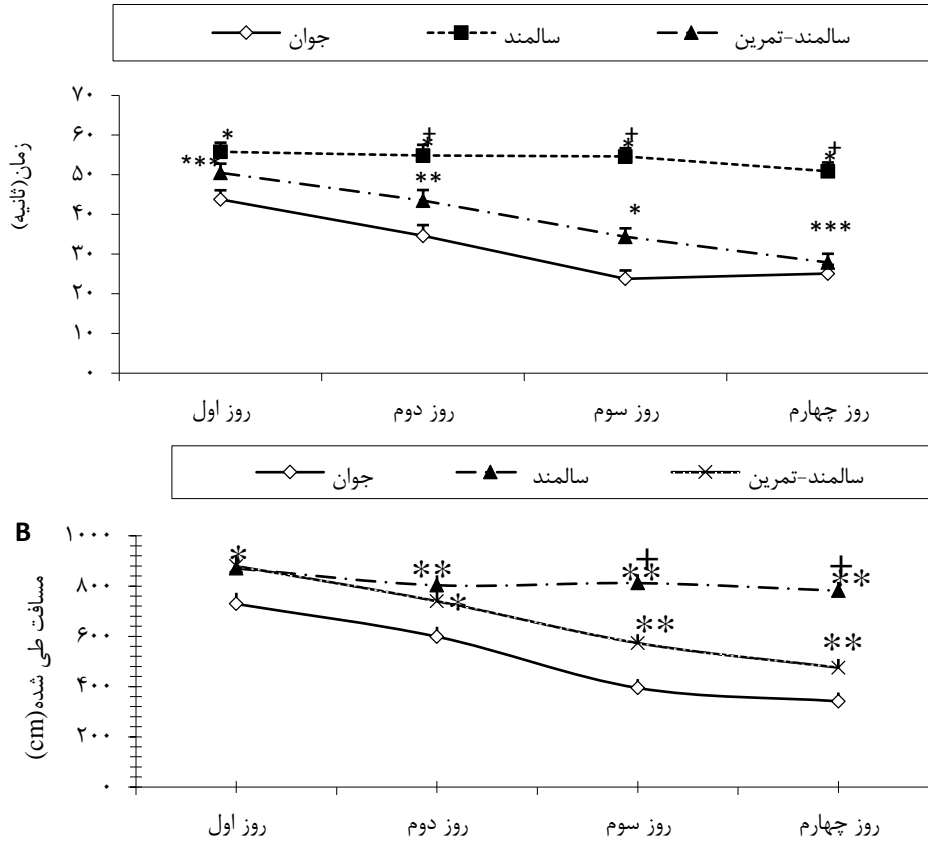 جوان سالمند سالمند-تمرین
زمان(ثانیه)
۷۰
۶۰
۵۰
۴۰
۳۰
۲۰
۱۰
۰
* + * + * + *
*** ** * ***
روز اول روز دوم روز سوم روز چهارم
جوان سالمند سالمند-تمرین
B
مسافت طی شده(cm)
۱۰۰۰
۸۰۰
۶۰۰
۴۰۰
۲۰۰
۰
* ** + ** + **
* ** **
روز اول روز دوم روز سوم روز چهارم